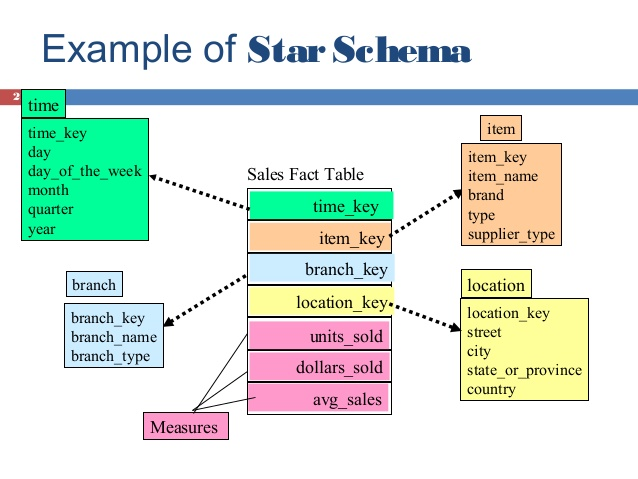 Example of Star Schema
2
time
time_key
day
day_of_the_week
month
quarter
year
item
item_key
item_name
brand
type
supplier_type
Sales Fact Table
time_key
item_key
branch_key
location_key
units_sold
dollars_sold
avg_sales
branch
branch_key
branch_name
branch_type
location
location_key
street
city
state_or_province
country
Measures